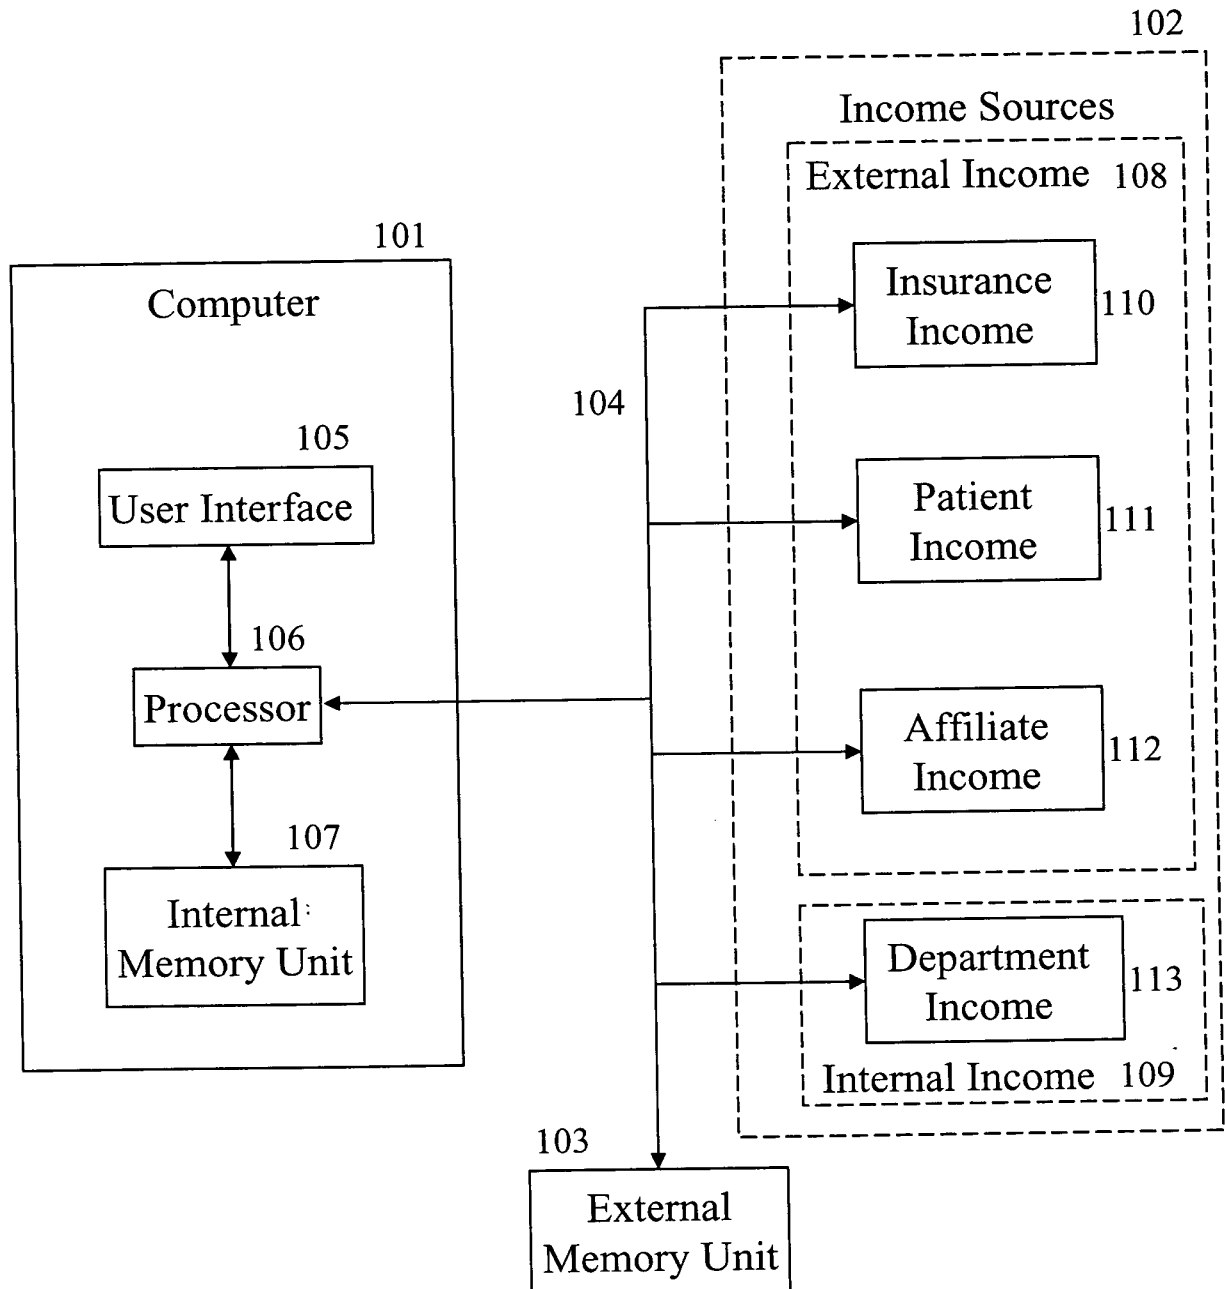 102
Income Sources
External Income 108
Insurance
Income
110
104
Patient
Income
111
Affiliate
Income
112
Department
Income
113
Internal Income 109
101
Computer
105
User Interface
106
Processor
107
Internal
Memory Unit
103
External
Memory Unit